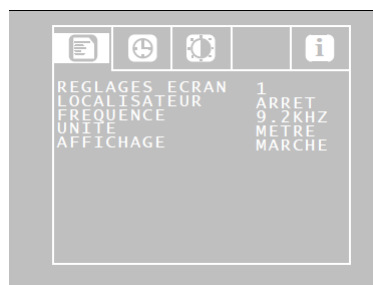 i
REGLAGES ECRAN 1
LOCALISATEUR ARRET
FREQUENCE 9.2KHZ
UNITE METRE
AFFICHAGE MARCHE